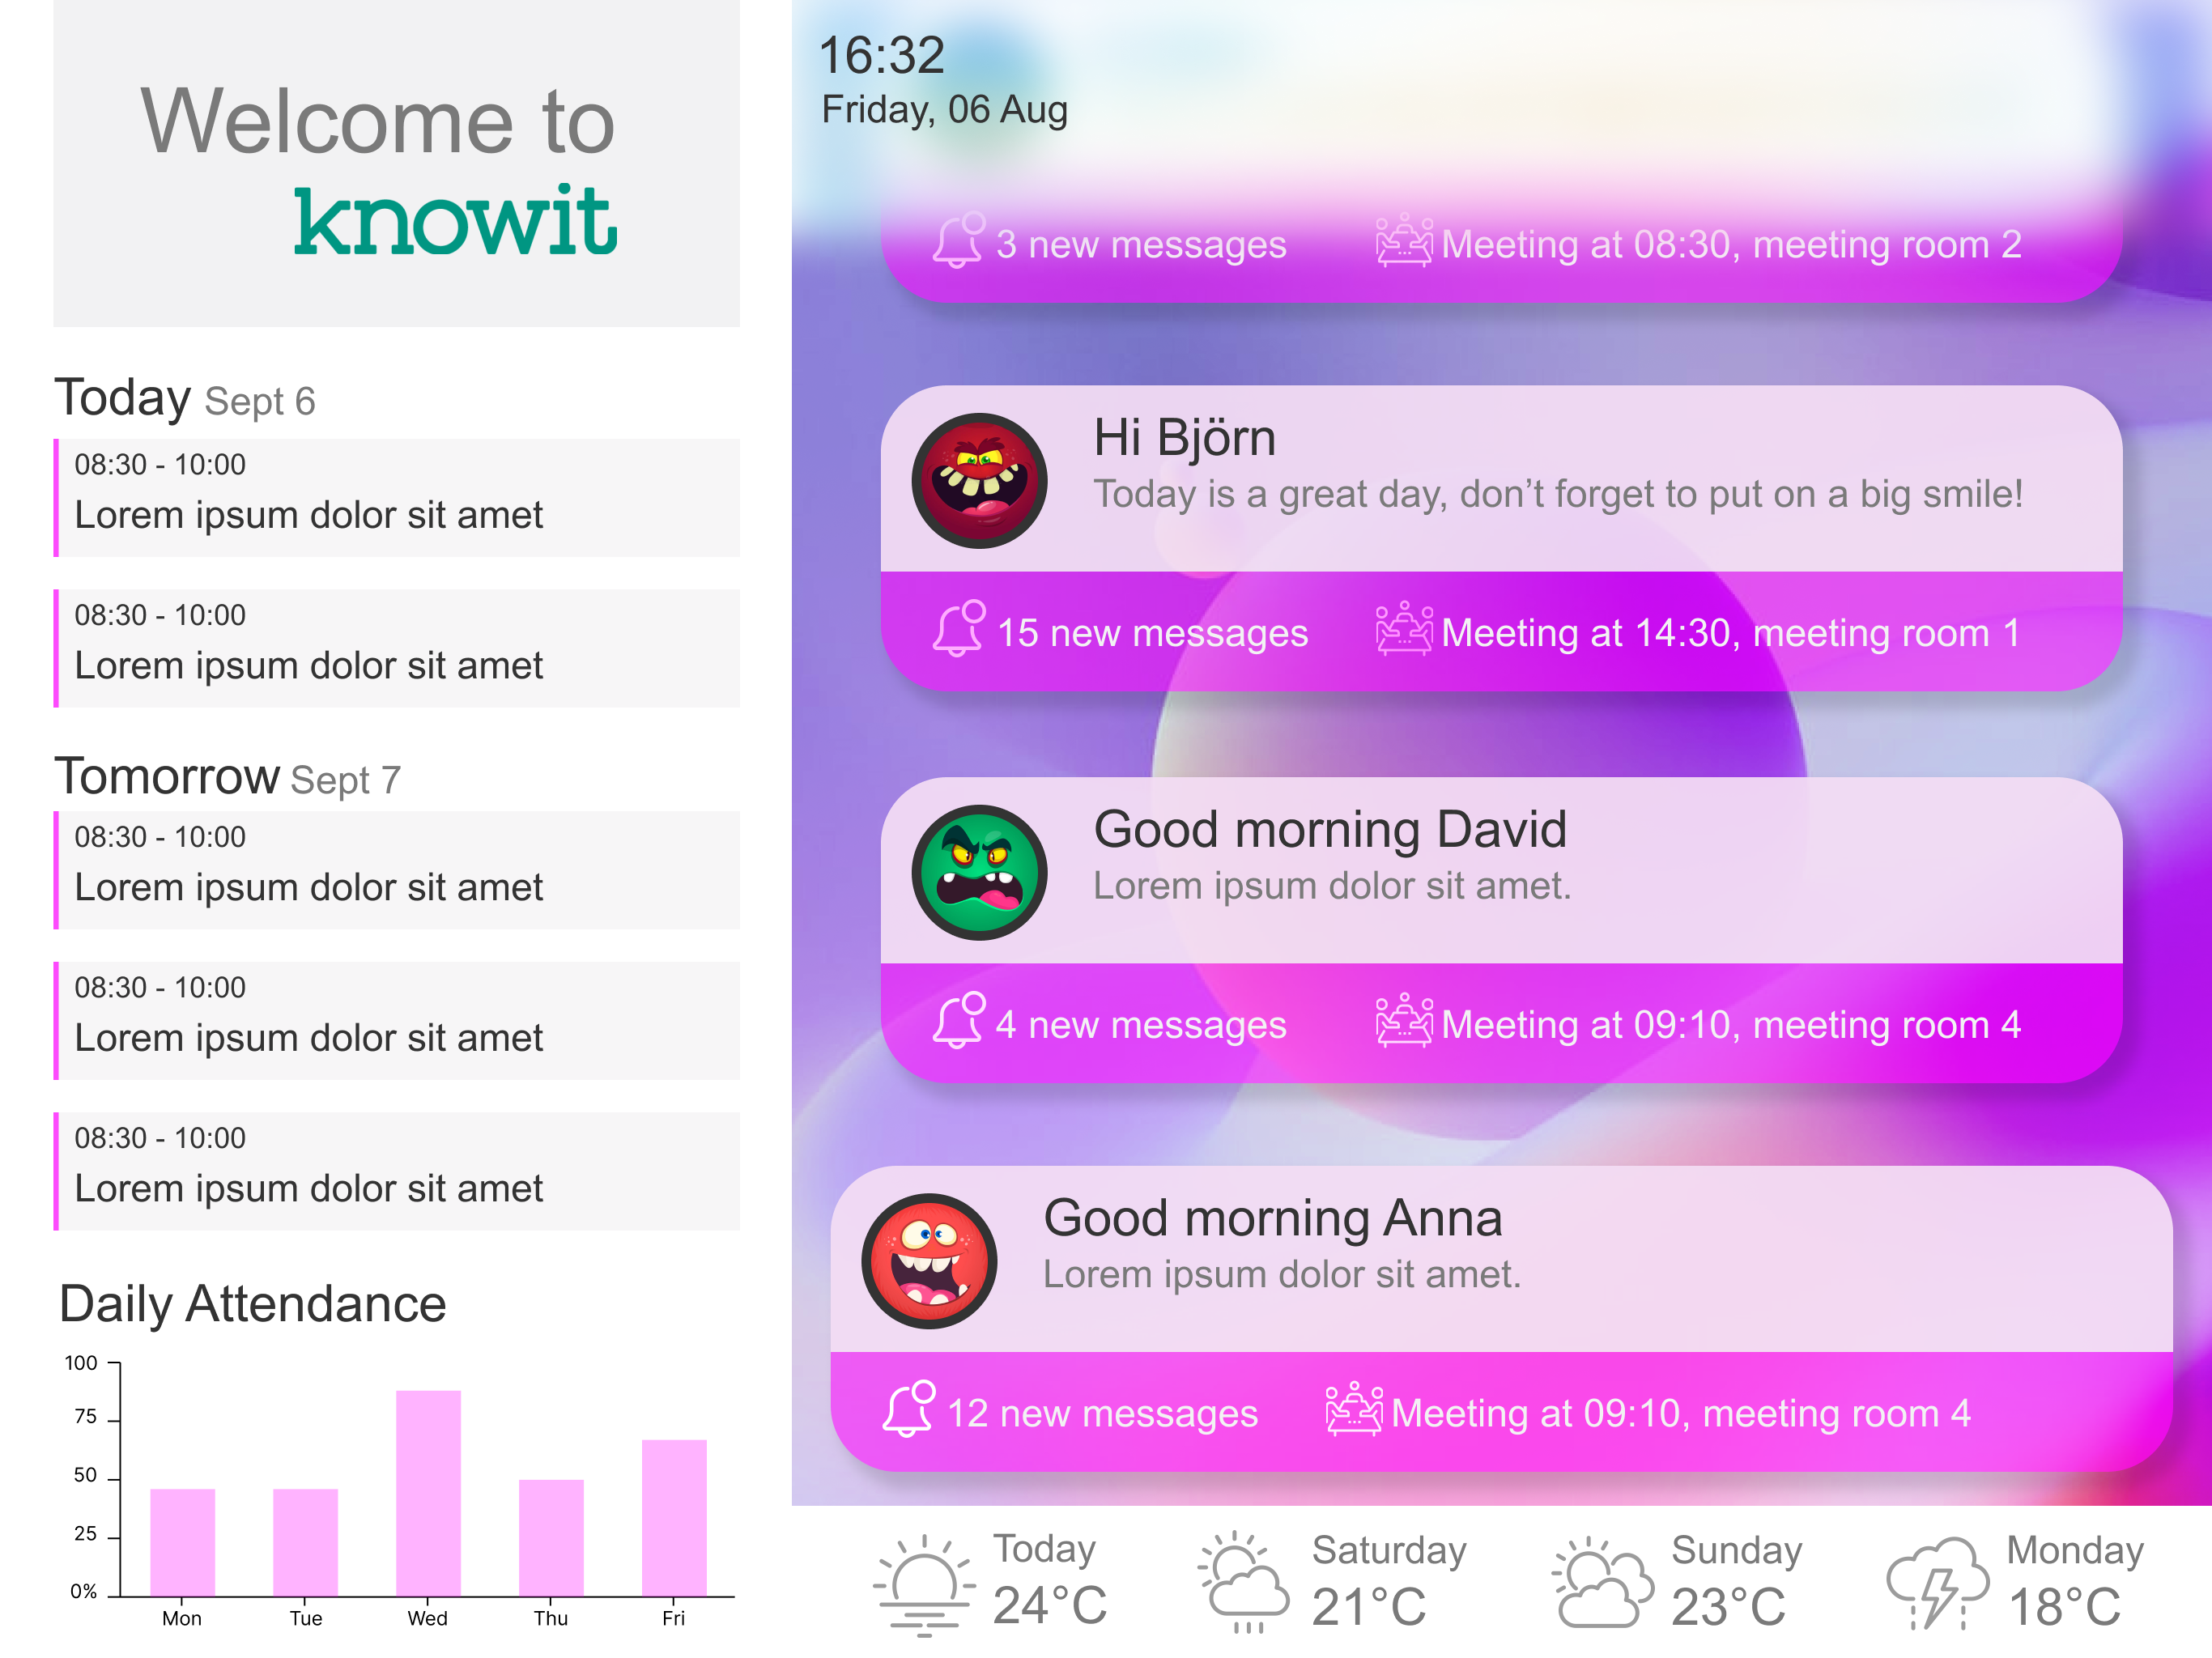 Welcome to
knowit
Today Sept 6
08:30 - 10:00
Lorem ipsum dolor sit amet
08:30 - 10:00
Lorem ipsum dolor sit amet
Tomorrow Sept 7
08:30 - 10:00
Lorem ipsum dolor sit amet
08:30 - 10:00
Lorem ipsum dolor sit amet
08:30 - 10:00
Lorem ipsum dolor sit amet
Daily Attendance
100
75
50
25
0%
Mon Tue Wed Thu Fri
16:32
Friday, 06 Aug
3 new messages Meeting at 08:30, meeting room 2
Hi Björn
Today is a great day, don’t forget to put on a big smile!
15 new messages Meeting at 14:30, meeting room 1
Good morning David
Lorem ipsum dolor sit amet.
4 new messages Meeting at 09:10, meeting room 4
Good morning Anna
Lorem ipsum dolor sit amet.
12 new messages Meeting at 09:10, meeting room 4
Today Saturday Sunday Monday
24°C 21°C 23°C 18°C